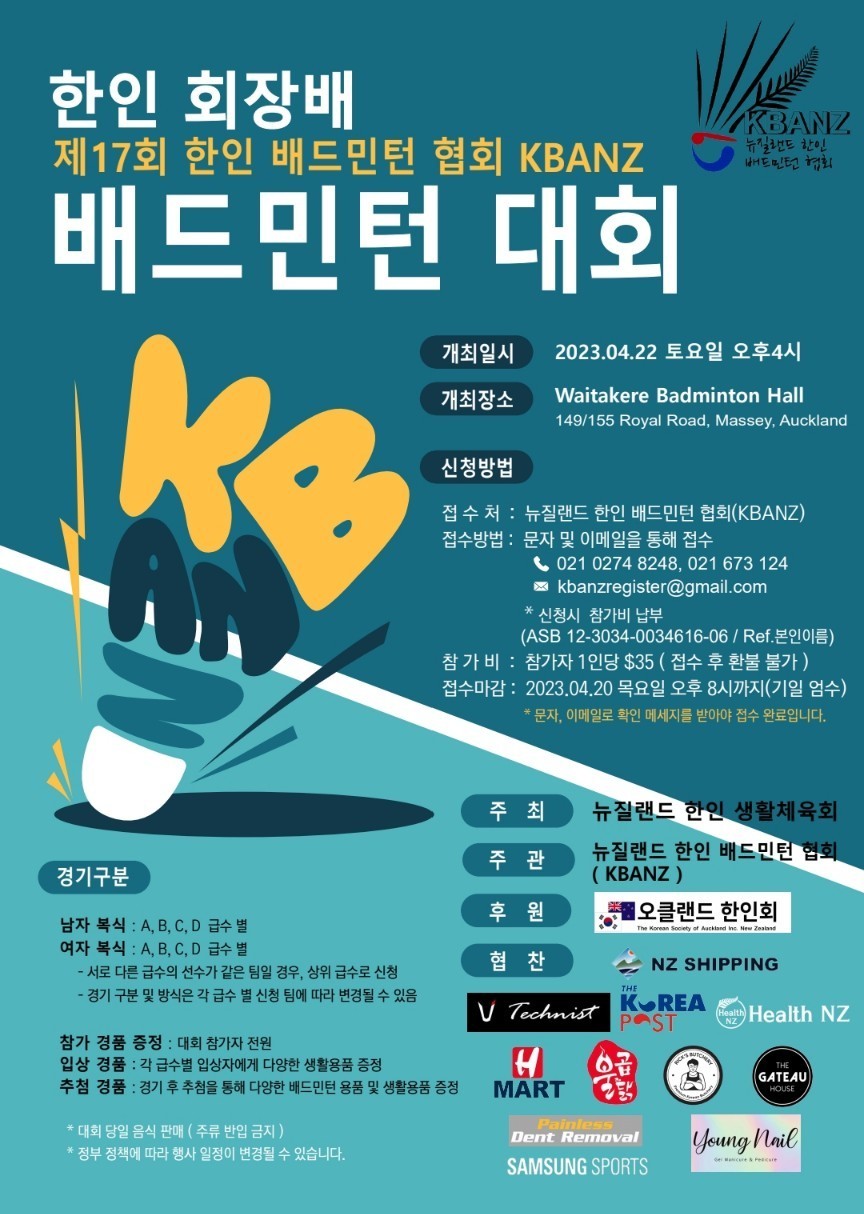 한인 회장배
제17회 한인 배드민턴 협회 KBANZ
배드민턴 대회
KBANZ
뉴질랜드 한인
배드민턴 협회
KBANZ
개최일시 2023.04.22 토요일 오후4시
개최장소 Waitakere Badminton Hall
149/155 Royal Road, Massey, Auckland
신청방법
접 수 처 : 뉴질랜드 한인 배드민턴 협회(KBANZ)
접수방법 : 문자 및 이메일을 통해 접수
021 0274 8248, 021 673 124
kbanzregister@gmail.com
* 신청시 참가비 납부
(ASB 12-3034-0034616-06 / Ref.본인이름)
참 가 비 : 참가자 1인당 $35 ( 접수 후 환불 불가 )
접수마감 : 2023.04.20 목요일 오후 8시까지(기일 엄수)
* 문자, 이메일로 확인 메세지를 받아야 접수 완료입니다.
주 최 뉴질랜드 한인 생활체육회
주 관 뉴질랜드 한인 배드민턴 협회
( KBANZ )
후 원 오클랜드 한인회
The Korean Society of Auckland Inc. New Zealand
협 찬 NZ SHIPPING
V Technist
THE KOREA POST
Health NZ Health NZ
H MART
THE GATEAU HOUSE
Painless
Dent Removal
Young Nail
Gel Manicure & Pedicure
SAMSUNG SPORTS
경기구분
남자 복식 : A, B, C, D 급수 별
여자 복식 : A, B, C, D 급수 별
- 서로 다른 급수의 선수가 같은 팀일 경우, 상위 급수로 신청
- 경기 구분 및 방식은 각 급수 별 신청 팀에 따라 변경될 수 있음
참가 경품 증정 : 대회 참가자 전원
입상 경품 : 각 급수별 입상자에게 다양한 생활용품 증정
추첨 경품 : 경기 후 추첨을 통해 다양한 배드민턴 용품 및 생활용품 증정
* 대회 당일 음식 판매 ( 주류 반입 금지 )
* 정부 정책에 따라 행사 일정이 변경될 수 있습니다.